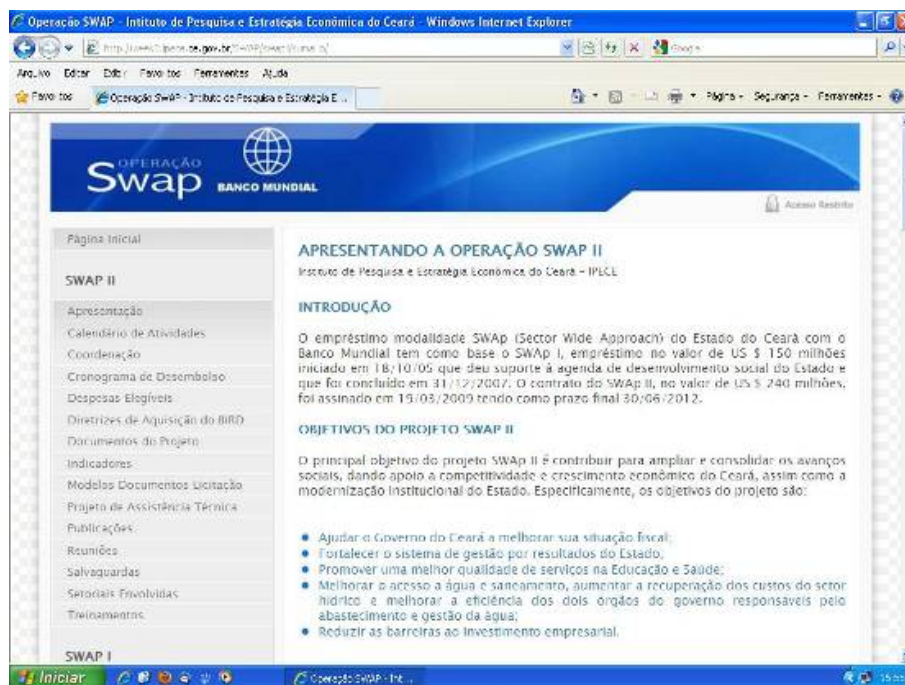 Operação SWAP - Intituto de Pesquisa e Estratégia Econômica do Ceará - Windows Internet Explorer
Google
Arquivo Editar Exibir Favoritos Ferramentas Ajuda
Favoritos Operação SWAP - Intituto de Pesquisa e Estratégia E... Página Segurança Ferramentas
OPERAÇÃO
Swap BANCO MUNDIAL
Acesso Restrito
Página Inicial
SWAP II
Apresentação
Calendário de Atividades
Coordenação
Cronograma de Desembolso
Despesas Elegíveis
Diretrizes de Aquisição do BIRD
Documentos do Projeto
Indicadores
Modelos Documentos Licitação
Projeto de Assistência Técnica
Publicações
Reuniões
Salvaguardas
Setoriais Envolvidas
Treinamentos
SWAP I
APRESENTANDO A OPERAÇÃO SWAP II
Instituto de Pesquisa e Estratégia Econômica do Ceará - IPECE
INTRODUÇÃO
O empréstimo modalidade SWAp (Sector Wide Approach) do Estado do Ceará com o
Banco Mundial tem como base o SWAp I, empréstimo no valor de US $ 150 milhões
iniciado em 18/10/05 que deu suporte à agenda de desenvolvimento social do Estado e
que foi concluído em 31/12/2007. O contrato do SWAp II, no valor de US $ 240 milhões,
foi assinado em 19/03/2009 tendo como prazo final 30/06/2012.
OBJETIVOS DO PROJETO SWAP II
O principal objetivo do projeto SWAp II é contribuir para ampliar e consolidar os avanços
sociais, dando apoio a competitividade e crescimento econômico do Ceará, assim como a
modernização institucional do Estado. Especificamente, os objetivos do projeto são:
• Ajudar o Governo do Ceará a melhorar sua situação fiscal;
• Fortalecer o sistema de gestão por resultados do Estado;
• Promover uma melhor qualidade de serviços na Educação e Saúde;
• Melhorar o acesso a água e saneamento, aumentar a recuperação dos custos do setor
hídrico e melhorar a eficiência dos dois órgãos do governo responsáveis pelo
abastecimento e gestão da água;
• Reduzir as barreiras ao investimento empresarial.
Iniciar Operação SWAP - Int...